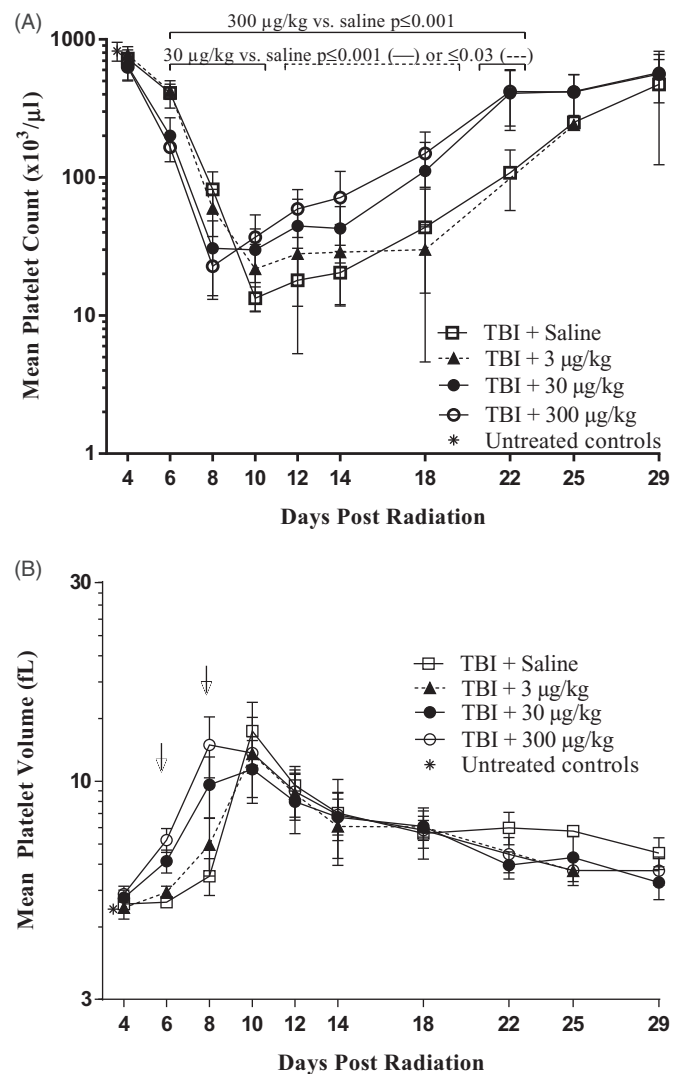 (A)
300 µg/kg vs. saline p≤0.001
30 µg/kg vs. saline p≤0.001 (—) or ≤0.03 (---)
1000
100
10
1
Mean Platelet Count (x10³/µl)
TBI + Saline
TBI + 3 µg/kg
TBI + 30 µg/kg
TBI + 300 µg/kg
Untreated controls
4 6 8 10 12 14 18 22 25 29
Days Post Radiation
(B)
30
10
3
Mean Platelet Volume (fL)
TBI + Saline
TBI + 3 µg/kg
TBI + 30 µg/kg
TBI + 300 µg/kg
Untreated controls
4 6 8 10 12 14 18 22 25 29
Days Post Radiation